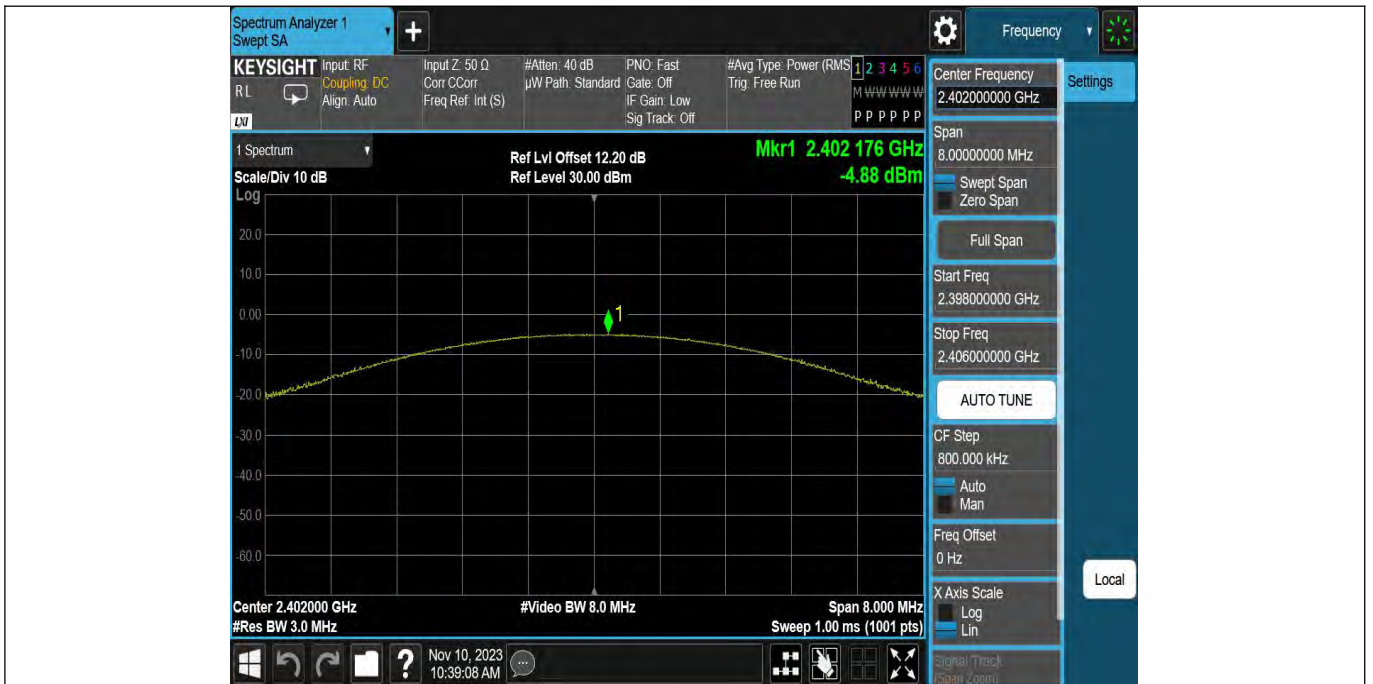 Spectrum Analyzer 1
Swept SA
+
Frequency
KEYSIGHT
RL
LXI
Input: RF
Coupling: DC
Align: Auto
Input Z: 50 Ω
Corr CCorr
Freq Ref: Int (S)
#Atten: 40 dB
µW Path: Standard
PNO: Fast
Gate: Off
IF Gain: Low
Sig Track: Off
#Avg Type: Power (RMS
Trig: Free Run
1 2 3 4 5 6
M W W W W W
P P P P P P
1 Spectrum
Scale/Div 10 dB
Ref Lvl Offset 12.20 dB
Ref Level 30.00 dBm
Mkr1 2.402 176 GHz
-4.88 dBm
Log
20.0
10.0
0.00
-10.0
-20.0
-30.0
-40.0
-50.0
-60.0
1
Center 2.402000 GHz
#Res BW 3.0 MHz
#Video BW 8.0 MHz
Span 8.000 MHz
Sweep 1.00 ms (1001 pts)
Center Frequency
2.402000000 GHz
Settings
Span
8.00000000 MHz
Swept Span
Zero Span
Full Span
Start Freq
2.398000000 GHz
Stop Freq
2.406000000 GHz
AUTO TUNE
CF Step
800.000 kHz
Auto
Man
Freq Offset
0 Hz
X Axis Scale
Log
Lin
Signal Track
(Span Zoom)
Local
?
Nov 10, 2023
10:39:08 AM